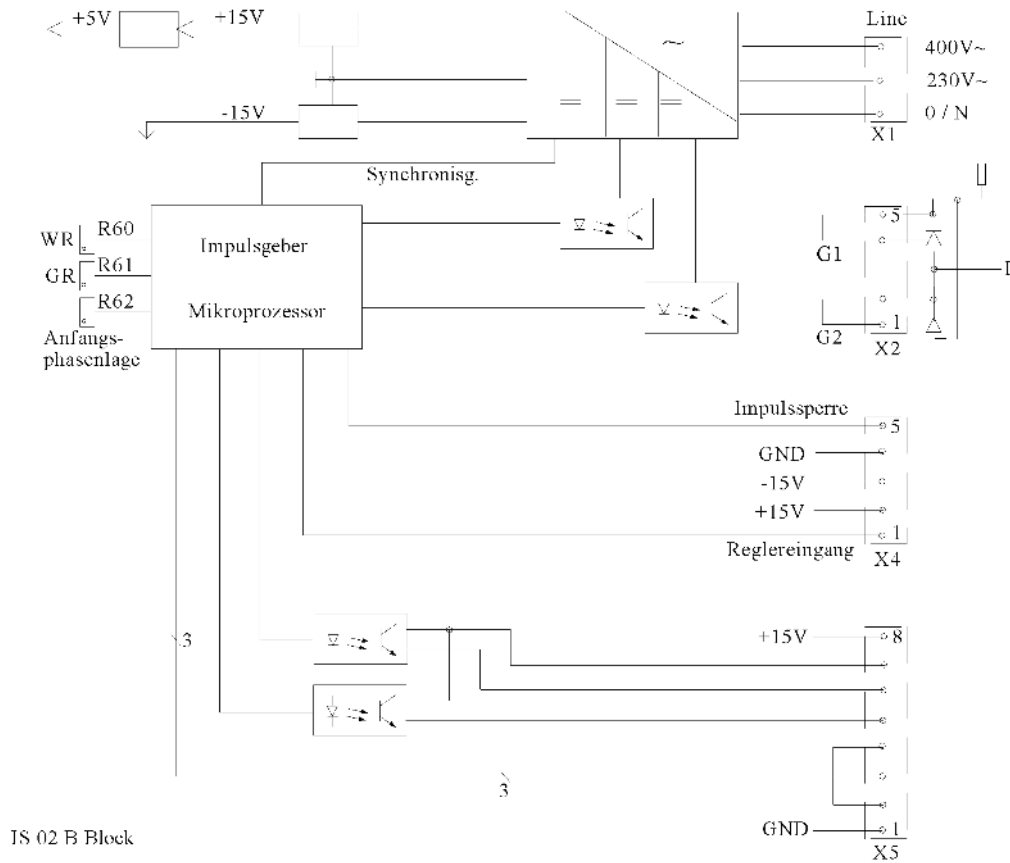 +5V
+15V
Line
400V~
230V~
0 / N
X1
-15V
~
Synchronisg.
WR
R60
GR
R61
R62
Anfangs-
phasenlage
Impulsgeber
Mikroprozessor
5
G1
G2
1
X2
Impulssperre
5
GND
-15V
+15V
Reglereingang
1
X4
3
+15V
8
3
GND
1
X5
IS 02 B Block